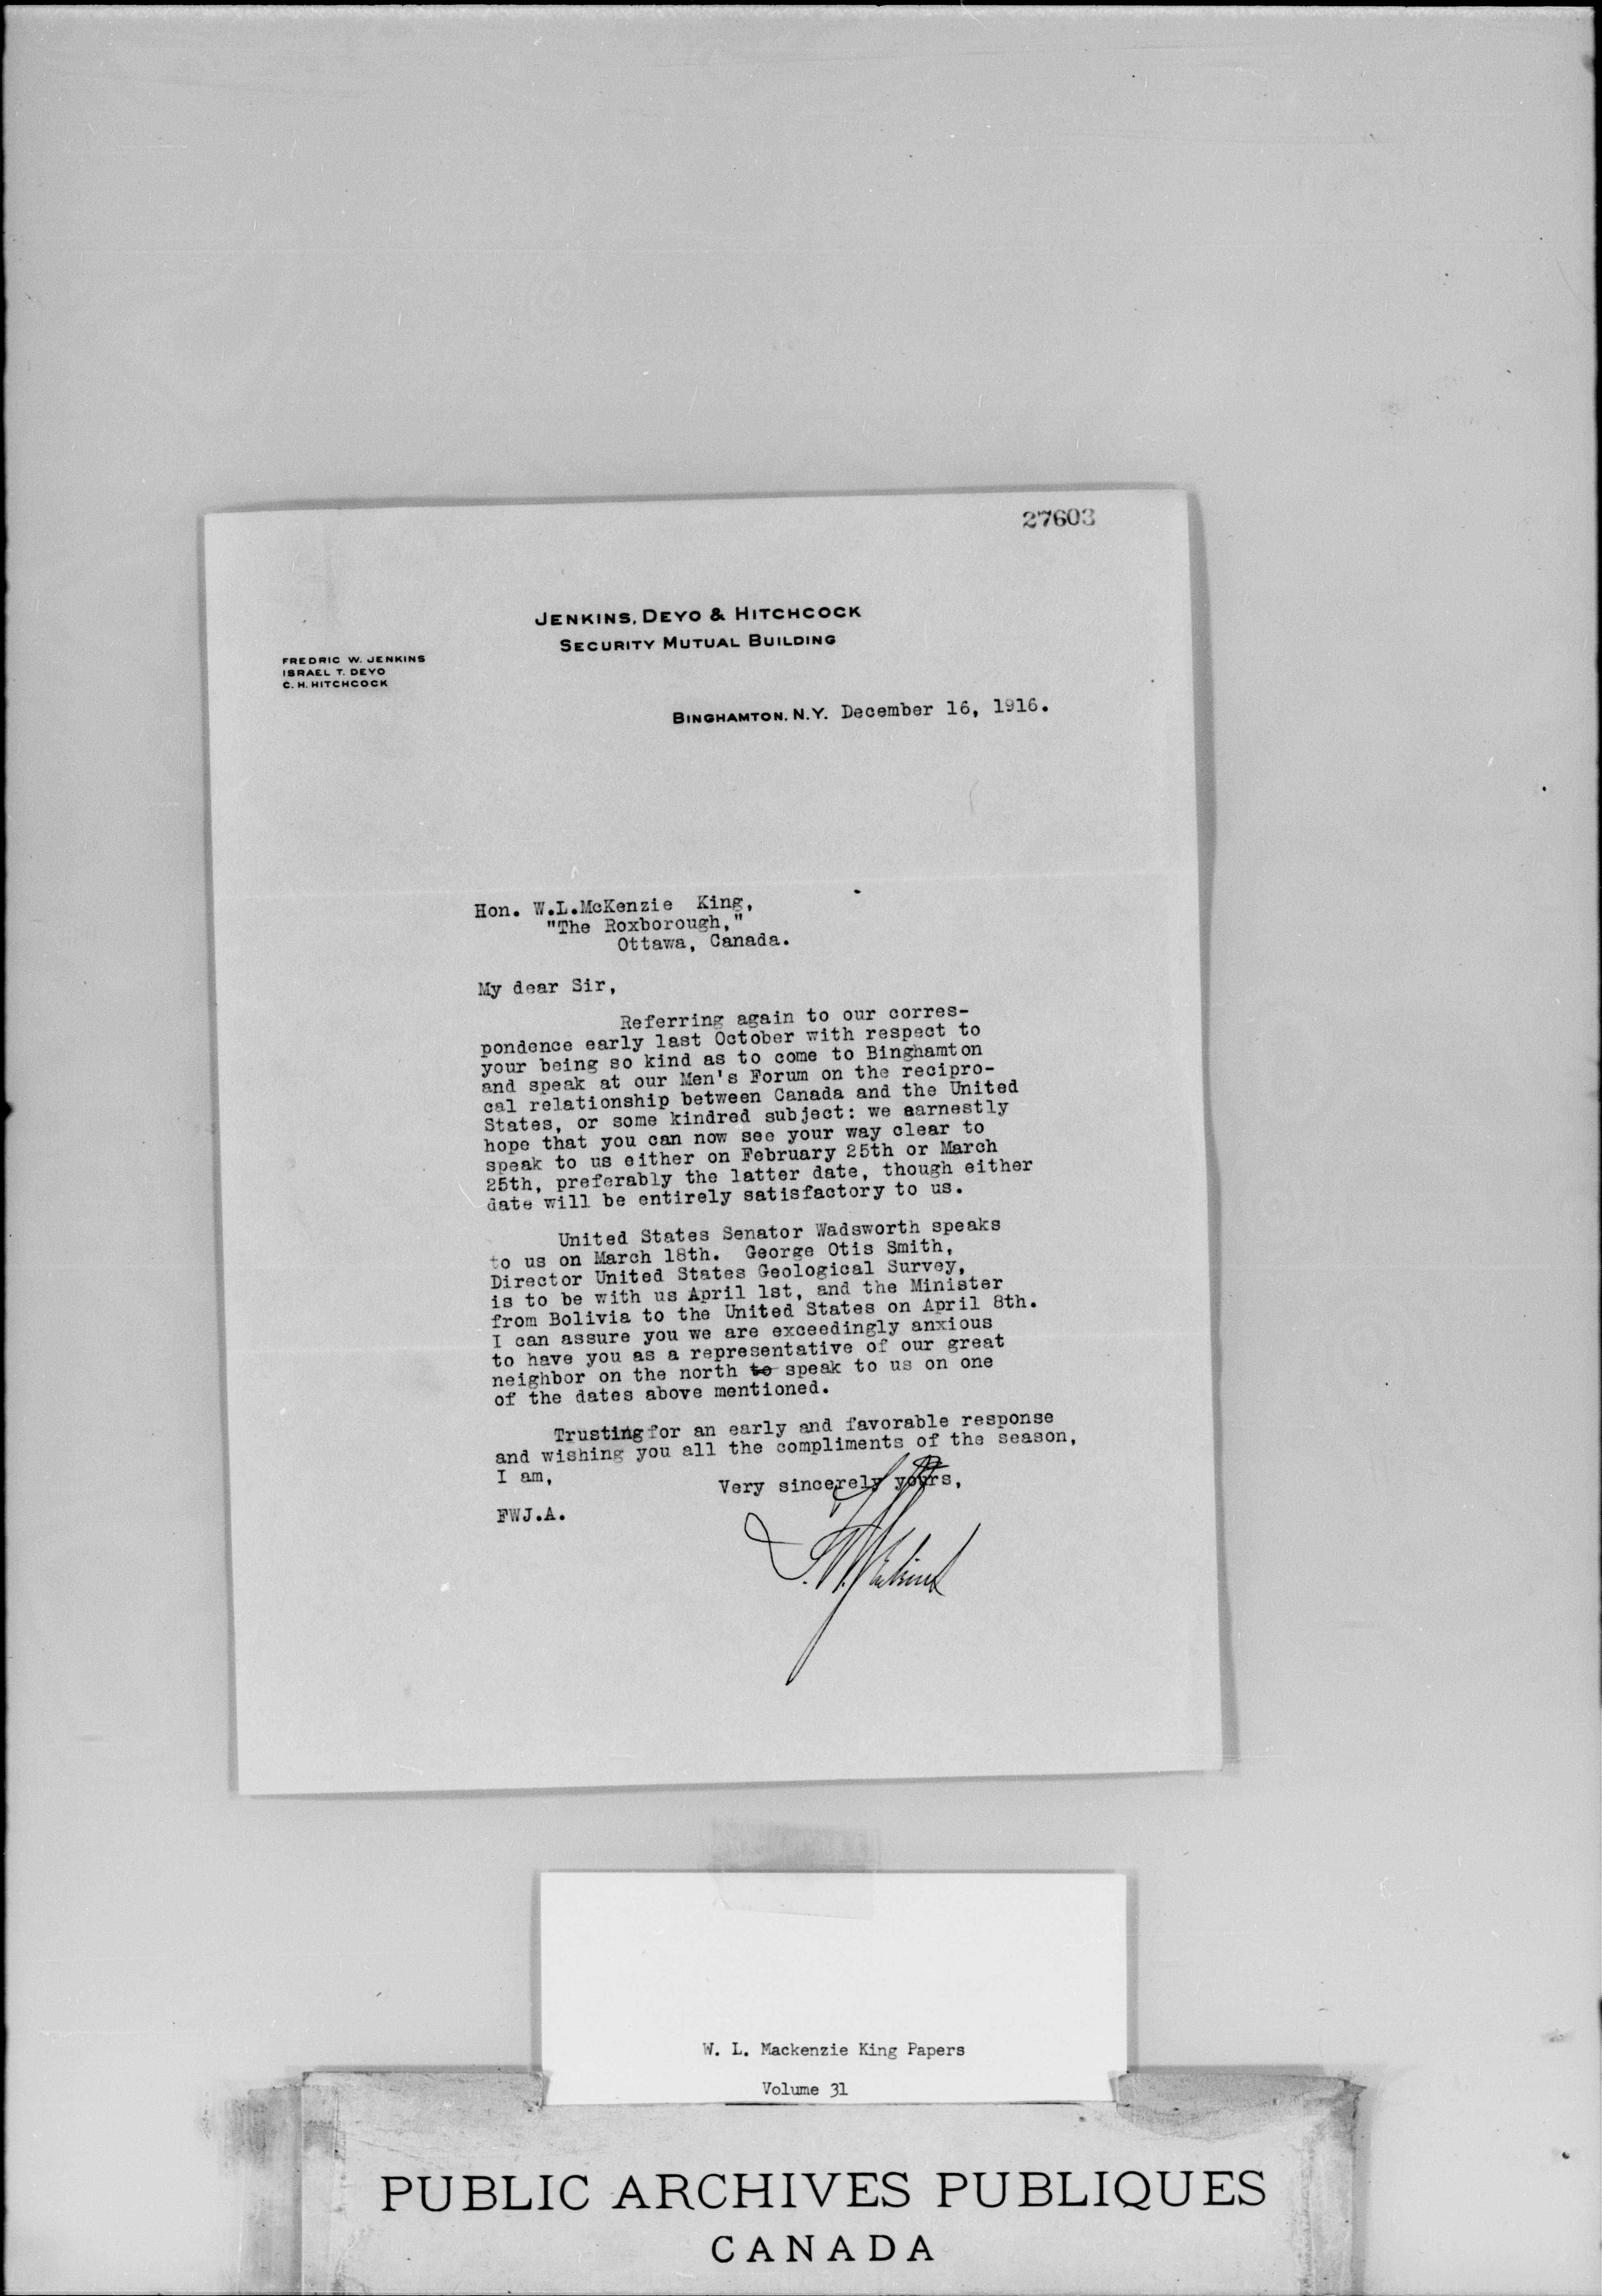 27603
JENKINS, DEYO & HITCHCOCK
SECURITY MUTUAL BUILDING
FREDRIC W. JENKINS
ISRAEL T. DEYO
C. H. HITCHCOCK
BINGHAMTON, N.Y. December 16, 1916.
Hon. W.L.McKenzie King,
"The Roxborough,"
Ottawa, Canada.
My dear Sir,
Referring again to our corres-
pondence early last October with respect to
your being so kind as to come to Binghamton
and speak at our Men's Forum on the recipro-
cal relationship between Canada and the United
States, or some kindred subject: we earnestly
hope that you can now see your way clear to
speak to us either on February 25th or March
25th, preferably the latter date, though either
date will be entirely satisfactory to us.
United States Senator Wadsworth speaks
to us on March 18th. George Otis Smith,
Director United States Geological Survey,
is to be with us April 1st, and the Minister
from Bolivia to the United States on April 8th.
I can assure you we are exceedingly anxious
to have you as a representative of our great
neighbor on the north to speak to us on one
of the dates above mentioned.
Trusting for an early and favorable response
and wishing you all the compliments of the season,
I am,
Very sincerely yours,
FWJ.A.
F. W. Jenkins
W. L. Mackenzie King Papers
Volume 31
PUBLIC ARCHIVES PUBLIQUES
CANADA